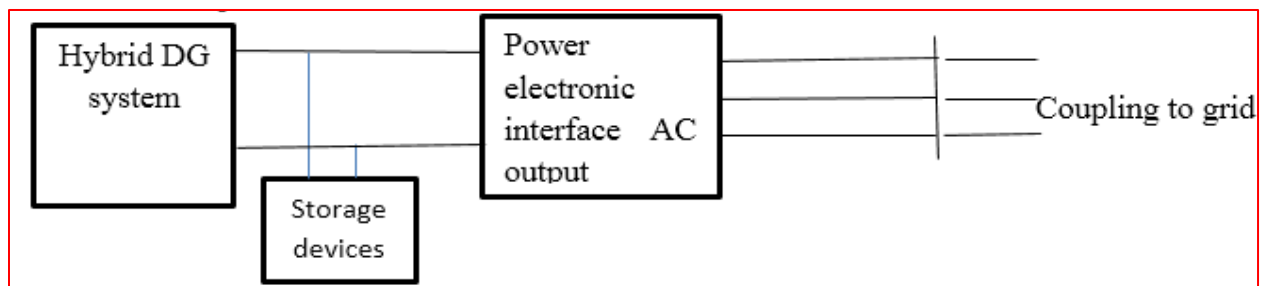 Hybrid DG
system
Power
electronic
interface AC
output
Storage
devices
Coupling to grid